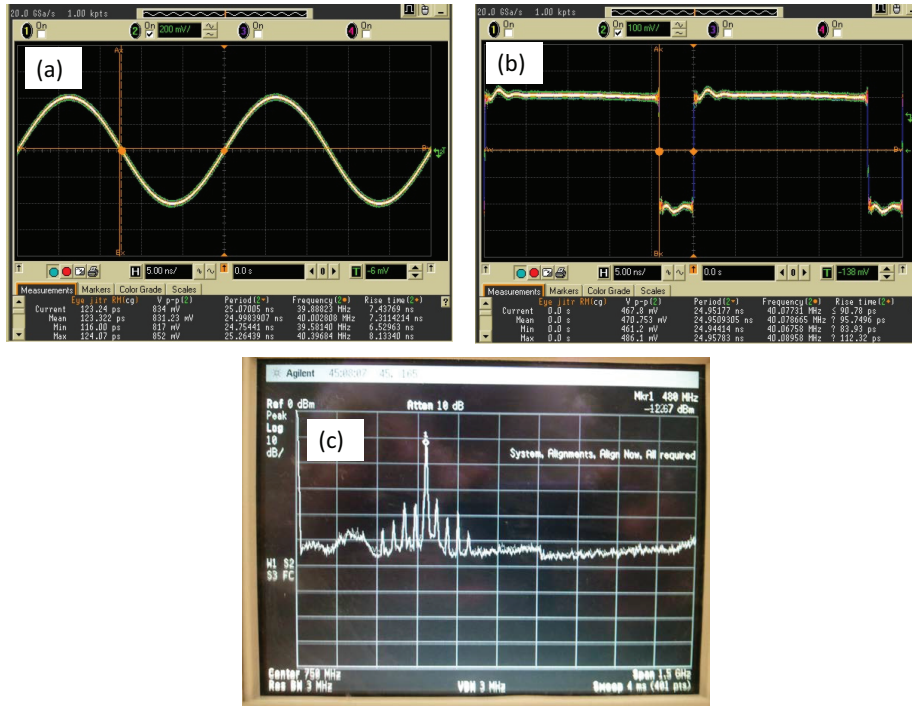 20.0 GSa/s 1.00 kpts
1 On 2 On 200 mV/ 3 On 4 On
(a)
H 5.00 ns/ 0.0 s 0 T -6 mV
Measurements Markers Color Grade Scales
Eye jitr RM(cg) V p-p(2) Period(2) Frequency(2) Rise time(2) ?
Current 123.24 ps 834 mV 25.07005 ns 39.88823 MHz 7.43769 ns
Mean 123.322 ps 831.23 mV 24.9983907 ns 40.002808 MHz 7.3114214 ns
Min 116.00 ps 817 mV 24.75441 ns 39.58140 MHz 6.52963 ns
Max 124.07 ps 852 mV 25.26439 ns 40.39684 MHz 8.13340 ns
20.0 GSa/s 1.00 kpts
1 On 2 On 100 mV/ 3 On 4 On
(b)
H 5.00 ns/ 0.0 s 0 T -138 mV
Measurements Markers Color Grade Scales
Eye jitr RM(cg) V p-p(2) Period(2) Frequency(2) Rise time(2)
Current 0.0 s 467.8 mV 24.95177 ns 40.07731 MHz ≤ 90.78 ps
Mean 0.0 s 470.753 mV 24.9509305 ns 40.078665 MHz ? 95.7496 ps
Min 0.0 s 461.2 mV 24.94414 ns 40.06758 MHz ? 83.93 ps
Max 0.0 s 486.1 mV 24.95783 ns 40.08958 MHz ? 112.32 ps
Agilent
Mkr1 480 MHz
Ref 0 dBm Atten 10 dB -12.67 dBm
Peak
Log
10
dB/
(c)
1
System, Alignments, Align Now, All required
W1 S2
S3 FC
Center 750 MHz Span 1.5 GHz
Res BW 3 MHz VBW 3 MHz Sweep 4 ms (401 pts)